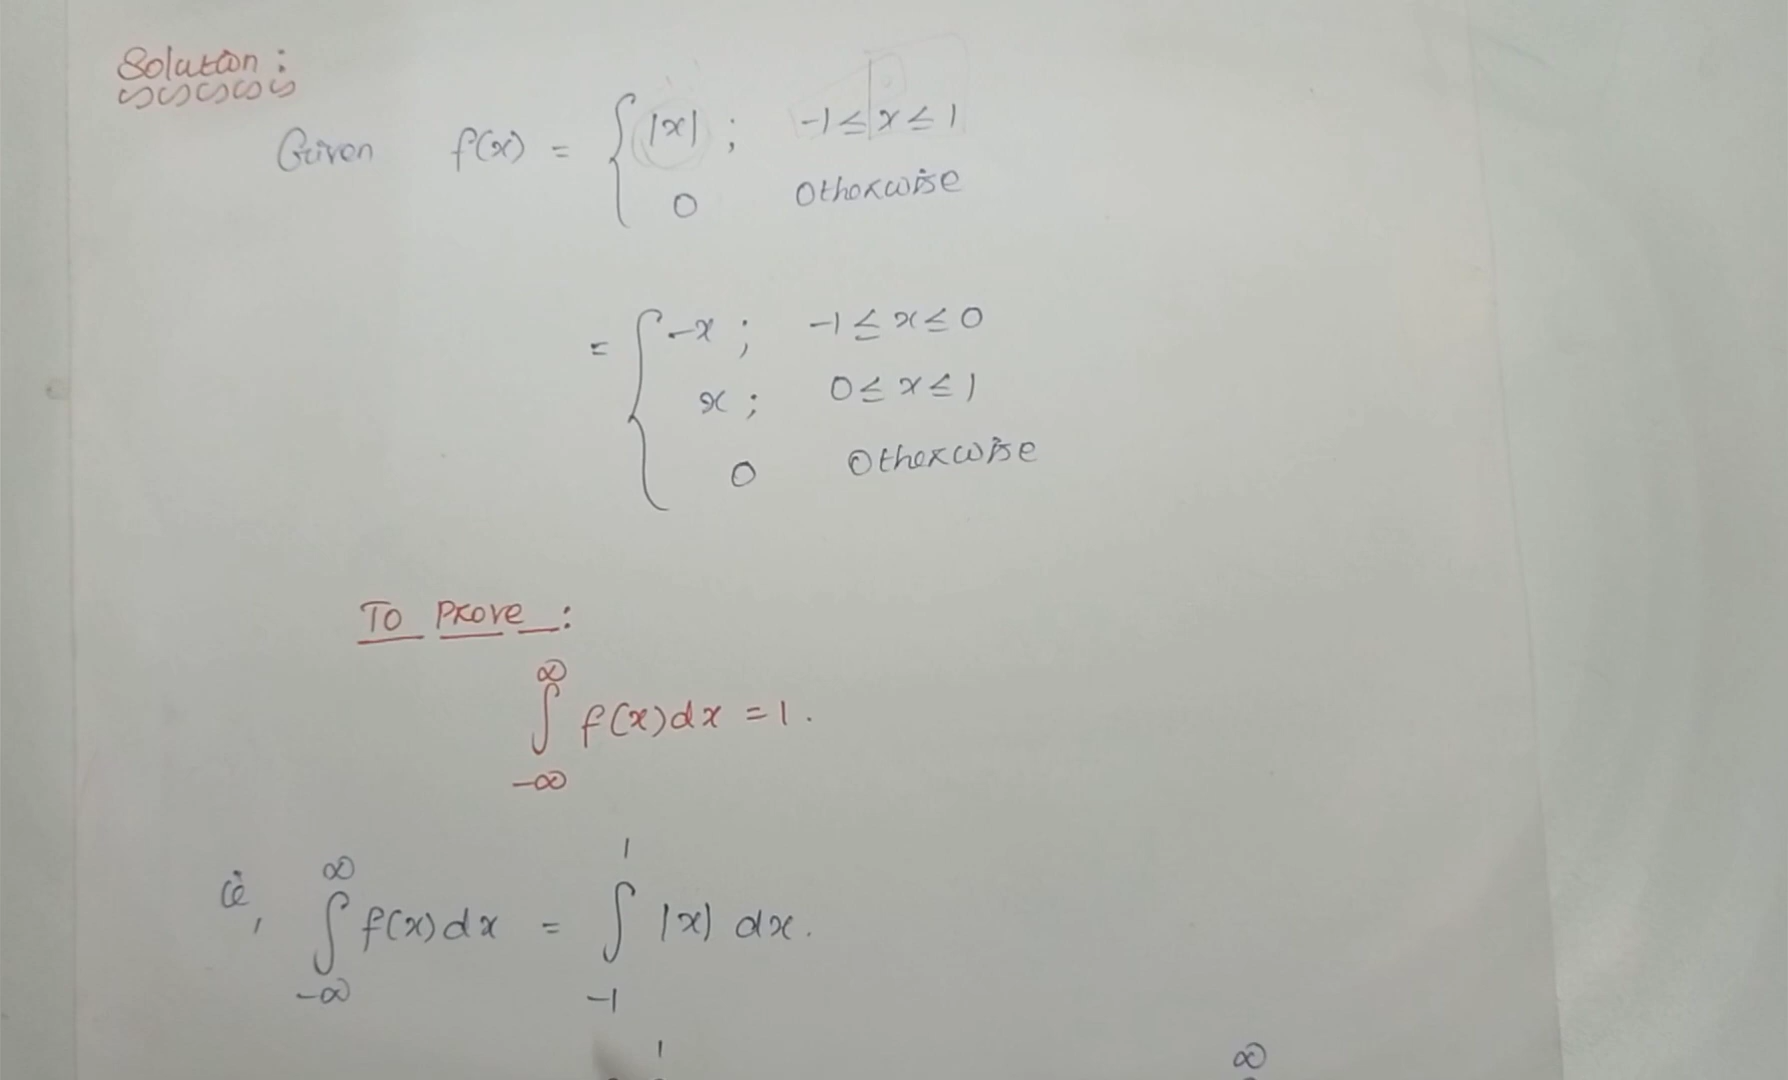 Solution :
Given f(x) = { |x| ; -1 ≤ x ≤ 1
0 Otherwise
= { -x ; -1 ≤ x ≤ 0
x ; 0 ≤ x ≤ 1
0 Otherwise
To Prove :
∞
∫ f(x) dx = 1 .
-∞
∞ 1
ie, ∫ f(x) dx = ∫ |x| dx .
-∞ -1
1 ∞